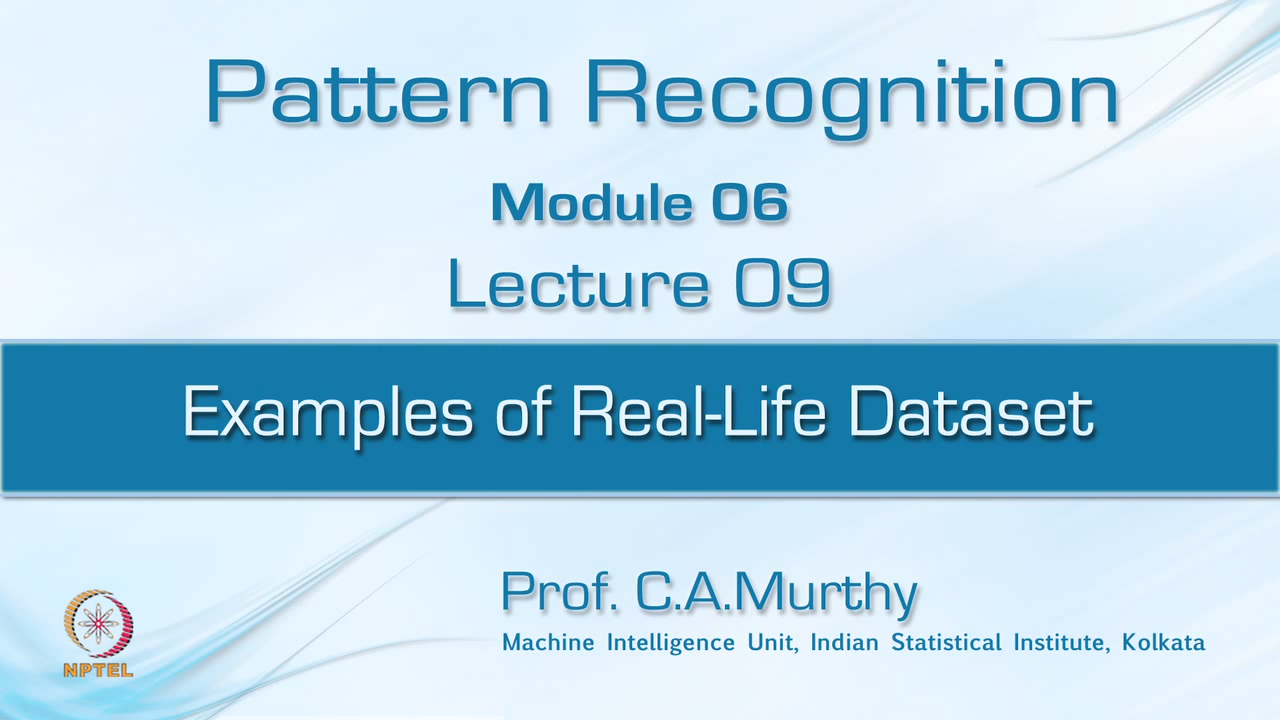 Pattern Recognition
Module 06
Lecture 09
Examples of Real-Life Dataset
Prof. C.A.Murthy
Machine Intelligence Unit, Indian Statistical Institute, Kolkata
NPTEL